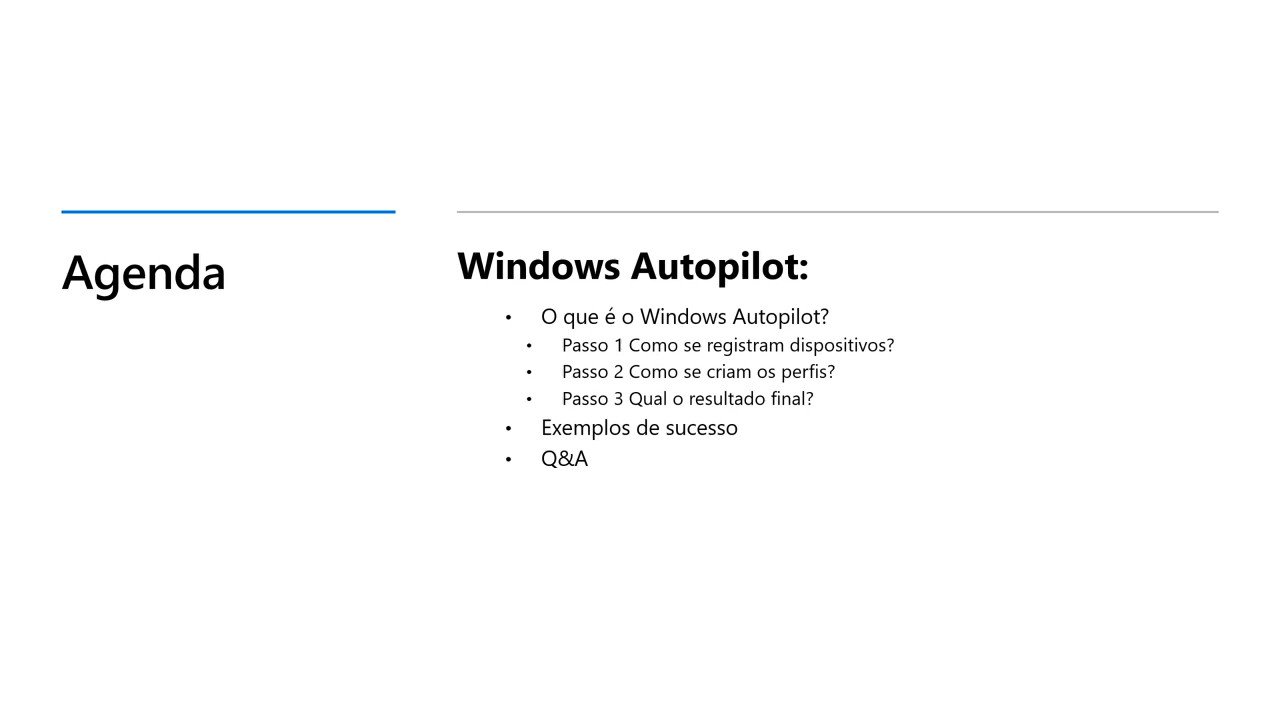 Agenda
Windows Autopilot:
• O que é o Windows Autopilot?
• Passo 1 Como se registram dispositivos?
• Passo 2 Como se criam os perfis?
• Passo 3 Qual o resultado final?
• Exemplos de sucesso
• Q&A